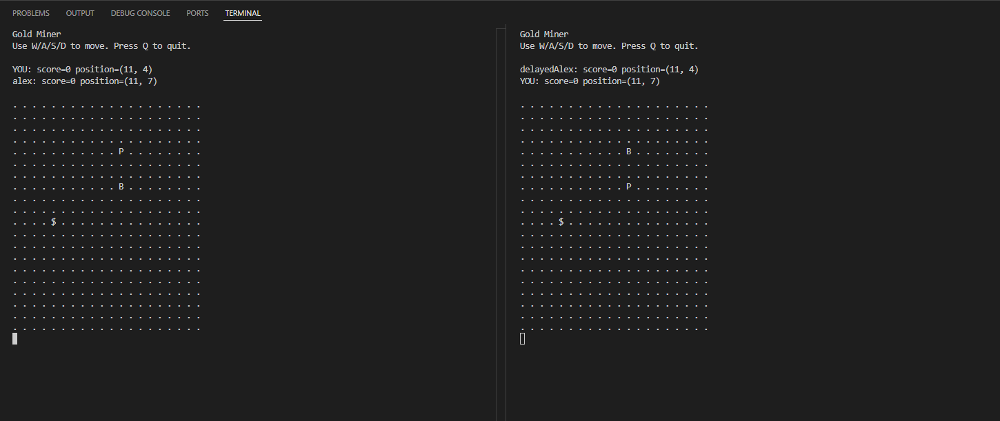 PROBLEMS OUTPUT DEBUG CONSOLE PORTS TERMINAL
Gold Miner
Use W/A/S/D to move. Press Q to quit.
YOU: score=0 position=(11, 4)
alex: score=0 position=(11, 7)
. . . . . . . . . . . . . . . . . . . .
. . . . . . . . . . . . . . . . . . . .
. . . . . . . . . . . . . . . . . . . .
. . . . . . . . . . . . . . . . . . . .
. . . . . . . . . . . P . . . . . . . .
. . . . . . . . . . . . . . . . . . . .
. . . . . . . . . . . . . . . . . . . .
. . . . . . . . . . . B . . . . . . . .
. . . . . . . . . . . . . . . . . . . .
. . . . . . . . . . . . . . . . . . . .
. . . . $ . . . . . . . . . . . . . . .
. . . . . . . . . . . . . . . . . . . .
. . . . . . . . . . . . . . . . . . . .
. . . . . . . . . . . . . . . . . . . .
. . . . . . . . . . . . . . . . . . . .
. . . . . . . . . . . . . . . . . . . .
. . . . . . . . . . . . . . . . . . . .
. . . . . . . . . . . . . . . . . . . .
. . . . . . . . . . . . . . . . . . . .
. . . . . . . . . . . . . . . . . . . .
Gold Miner
Use W/A/S/D to move. Press Q to quit.
delayedAlex: score=0 position=(11, 4)
YOU: score=0 position=(11, 7)
. . . . . . . . . . . . . . . . . . . .
. . . . . . . . . . . . . . . . . . . .
. . . . . . . . . . . . . . . . . . . .
. . . . . . . . . . . . . . . . . . . .
. . . . . . . . . . . B . . . . . . . .
. . . . . . . . . . . . . . . . . . . .
. . . . . . . . . . . . . . . . . . . .
. . . . . . . . . . . P . . . . . . . .
. . . . . . . . . . . . . . . . . . . .
. . . . . . . . . . . . . . . . . . . .
. . . . $ . . . . . . . . . . . . . . .
. . . . . . . . . . . . . . . . . . . .
. . . . . . . . . . . . . . . . . . . .
. . . . . . . . . . . . . . . . . . . .
. . . . . . . . . . . . . . . . . . . .
. . . . . . . . . . . . . . . . . . . .
. . . . . . . . . . . . . . . . . . . .
. . . . . . . . . . . . . . . . . . . .
. . . . . . . . . . . . . . . . . . . .
. . . . . . . . . . . . . . . . . . . .